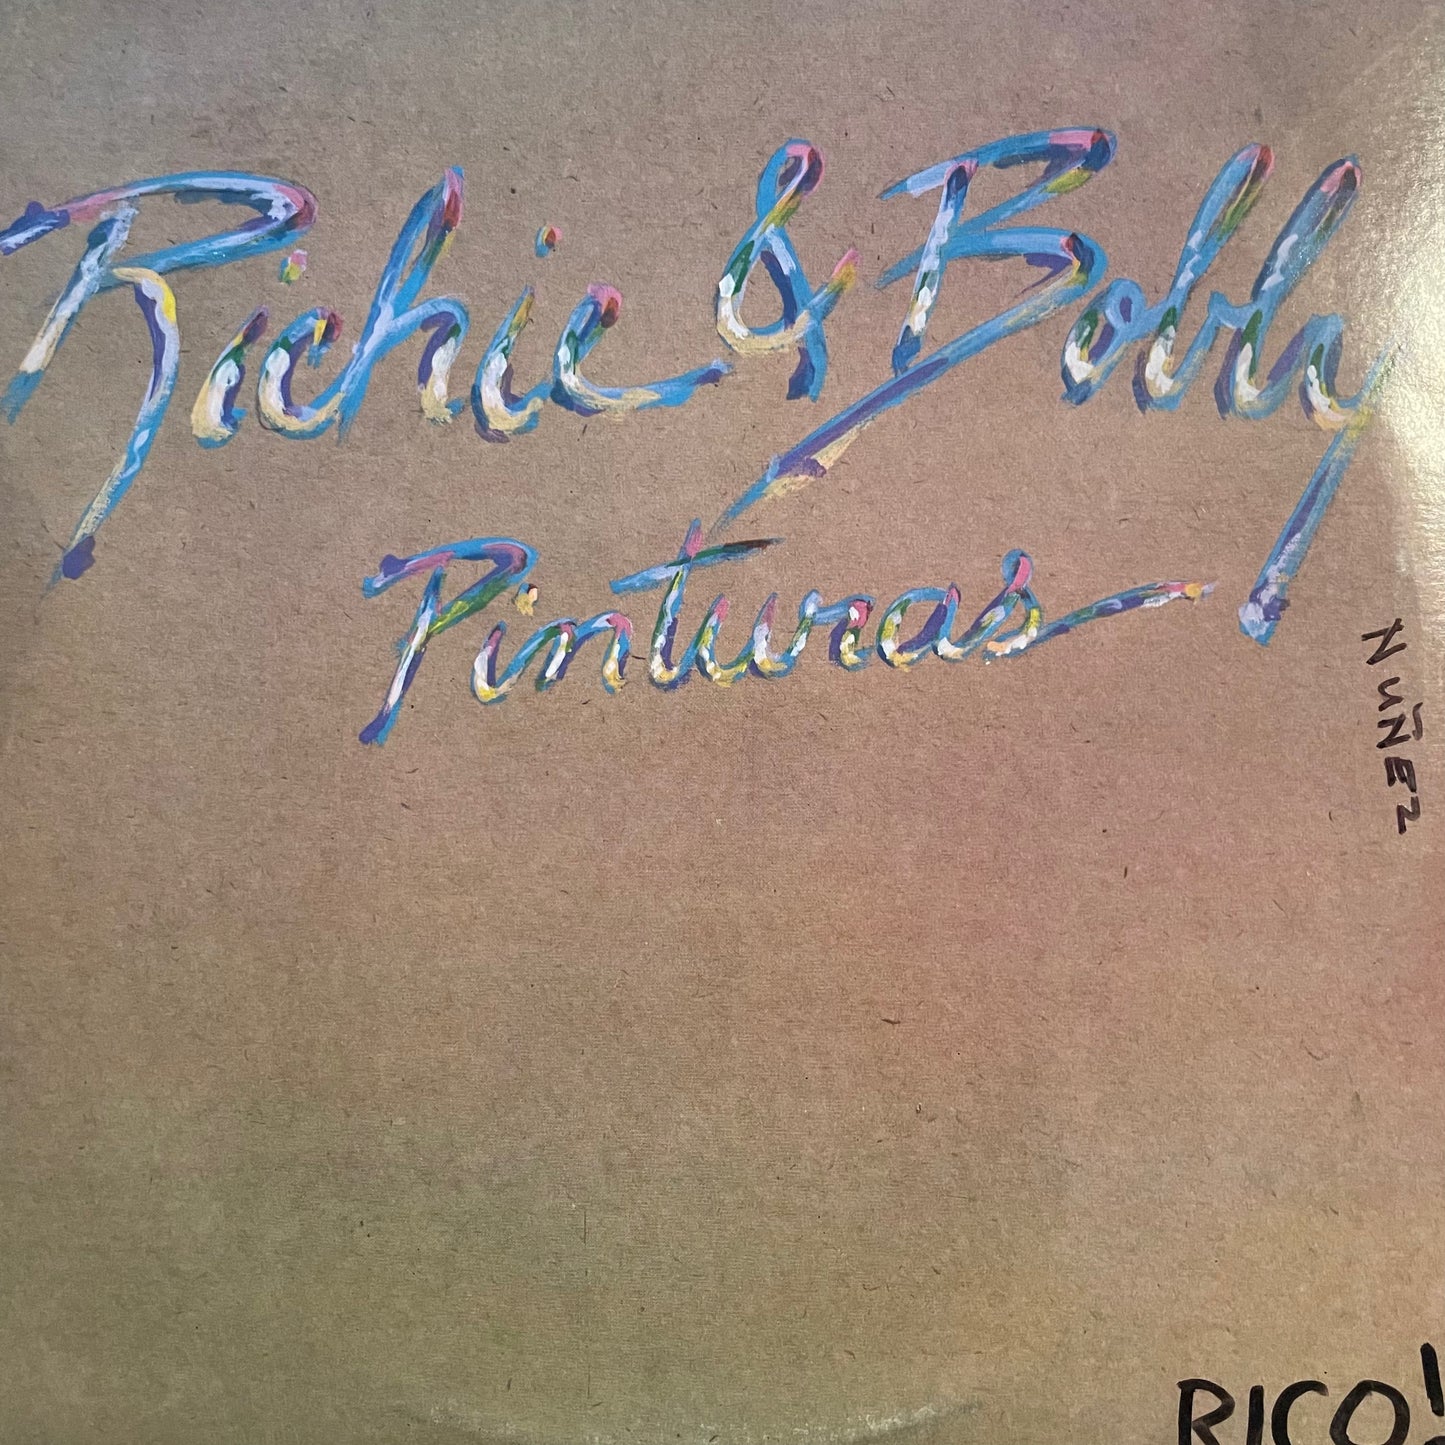 Richie & Bobby
Pinturas
NUÑEZ
RICO!